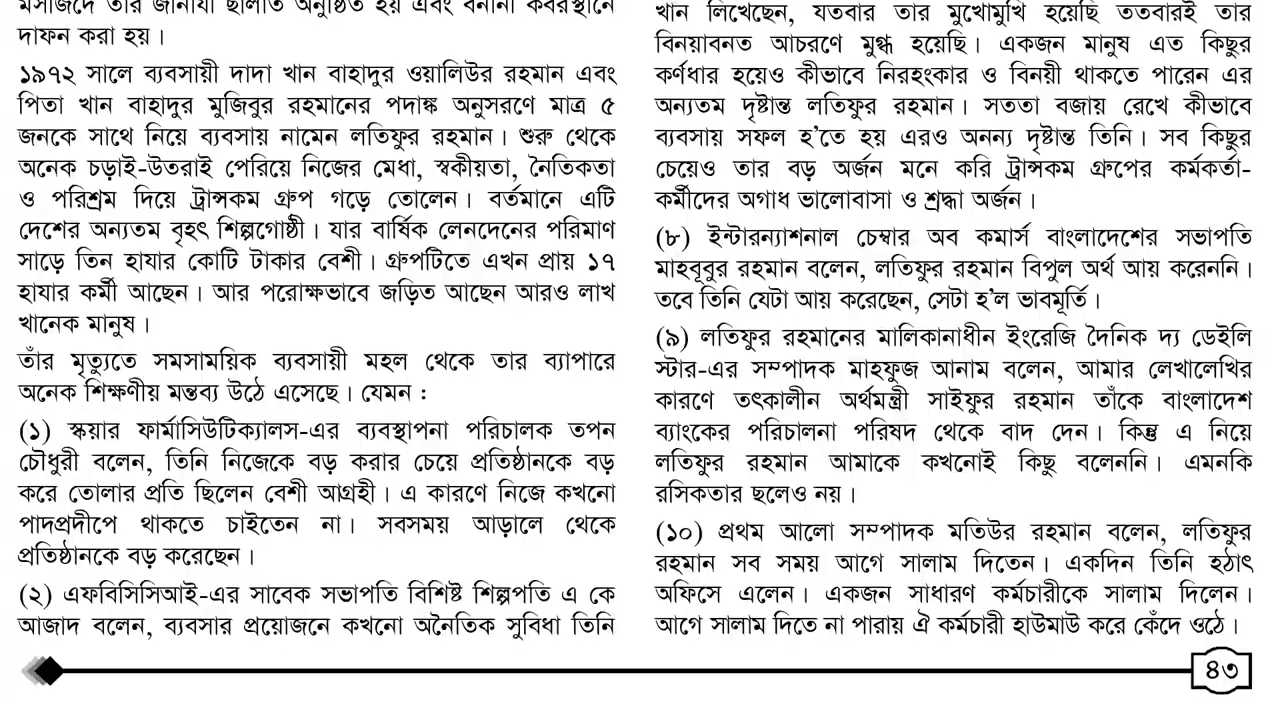 মসজিদে তাঁর জানাযা ছালাত অনুষ্ঠিত হয় এবং বনানী কবরস্থানে
দাফন করা হয়।
১৯৭২ সালে ব্যবসায়ী দাদা খান বাহাদুর ওয়ালিউর রহমান এবং
পিতা খান বাহাদুর মুজিবুর রহমানের পদাঙ্ক অনুসরণে মাত্র ৫
জনকে সাথে নিয়ে ব্যবসায় নামেন লতিফুর রহমান। শুরু থেকে
অনেক চড়াই-উতরাই পেরিয়ে নিজের মেধা, স্বকীয়তা, নৈতিকতা
ও পরিশ্রম দিয়ে ট্রান্সকম গ্রুপ গড়ে তোলেন। বর্তমানে এটি
দেশের অন্যতম বৃহৎ শিল্পগোষ্ঠী। যার বার্ষিক লেনদেনের পরিমাণ
সাড়ে তিন হাযার কোটি টাকার বেশী। গ্রুপটিতে এখন প্রায় ১৭
হাযার কর্মী আছেন। আর পরোক্ষভাবে জড়িত আছেন আরও লাখ
খানেক মানুষ।
তাঁর মৃত্যুতে সমসাময়িক ব্যবসায়ী মহল থেকে তার ব্যাপারে
অনেক শিক্ষণীয় মন্তব্য উঠে এসেছে। যেমন :
(১) স্কয়ার ফার্মাসিউটিক্যালস-এর ব্যবস্থাপনা পরিচালক তপন
চৌধুরী বলেন, তিনি নিজেকে বড় করার চেয়ে প্রতিষ্ঠানকে বড়
করে তোলার প্রতি ছিলেন বেশী আগ্রহী। এ কারণে নিজে কখনো
পাদপ্রদীপে থাকতে চাইতেন না। সবসময় আড়ালে থেকে
প্রতিষ্ঠানকে বড় করেছেন।
(২) এফবিসিসিআই-এর সাবেক সভাপতি বিশিষ্ট শিল্পপতি এ কে
আজাদ বলেন, ব্যবসার প্রয়োজনে কখনো অনৈতিক সুবিধা তিনি
খান লিখেছেন, যতবার তার মুখোমুখি হয়েছি ততবারই তার
বিনয়াবনত আচরণে মুগ্ধ হয়েছি। একজন মানুষ এত কিছুর
কর্ণধার হয়েও কীভাবে নিরহংকার ও বিনয়ী থাকতে পারেন এর
অন্যতম দৃষ্টান্ত লতিফুর রহমান। সততা বজায় রেখে কীভাবে
ব্যবসায় সফল হ'তে হয় এরও অনন্য দৃষ্টান্ত তিনি। সব কিছুর
চেয়েও তার বড় অর্জন মনে করি ট্রান্সকম গ্রুপের কর্মকর্তা-
কর্মীদের অগাধ ভালোবাসা ও শ্রদ্ধা অর্জন।
(৮) ইন্টারন্যাশনাল চেম্বার অব কমার্স বাংলাদেশের সভাপতি
মাহবূবুর রহমান বলেন, লতিফুর রহমান বিপুল অর্থ আয় করেননি।
তবে তিনি যেটা আয় করেছেন, সেটা হ'ল ভাবমূর্তি।
(৯) লতিফুর রহমানের মালিকানাধীন ইংরেজি দৈনিক দ্য ডেইলি
স্টার-এর সম্পাদক মাহফুজ আনাম বলেন, আমার লেখালেখির
কারণে তৎকালীন অর্থমন্ত্রী সাইফুর রহমান তাঁকে বাংলাদেশ
ব্যাংকের পরিচালনা পরিষদ থেকে বাদ দেন। কিন্তু এ নিয়ে
লতিফুর রহমান আমাকে কখনোই কিছু বলেননি। এমনকি
রসিকতার ছলেও নয়।
(১০) প্রথম আলো সম্পাদক মতিউর রহমান বলেন, লতিফুর
রহমান সব সময় আগে সালাম দিতেন। একদিন তিনি হঠাৎ
অফিসে এলেন। একজন সাধারণ কর্মচারীকে সালাম দিলেন।
আগে সালাম দিতে না পারায় ঐ কর্মচারী হাউমাউ করে কেঁদে ওঠে।
৪৩